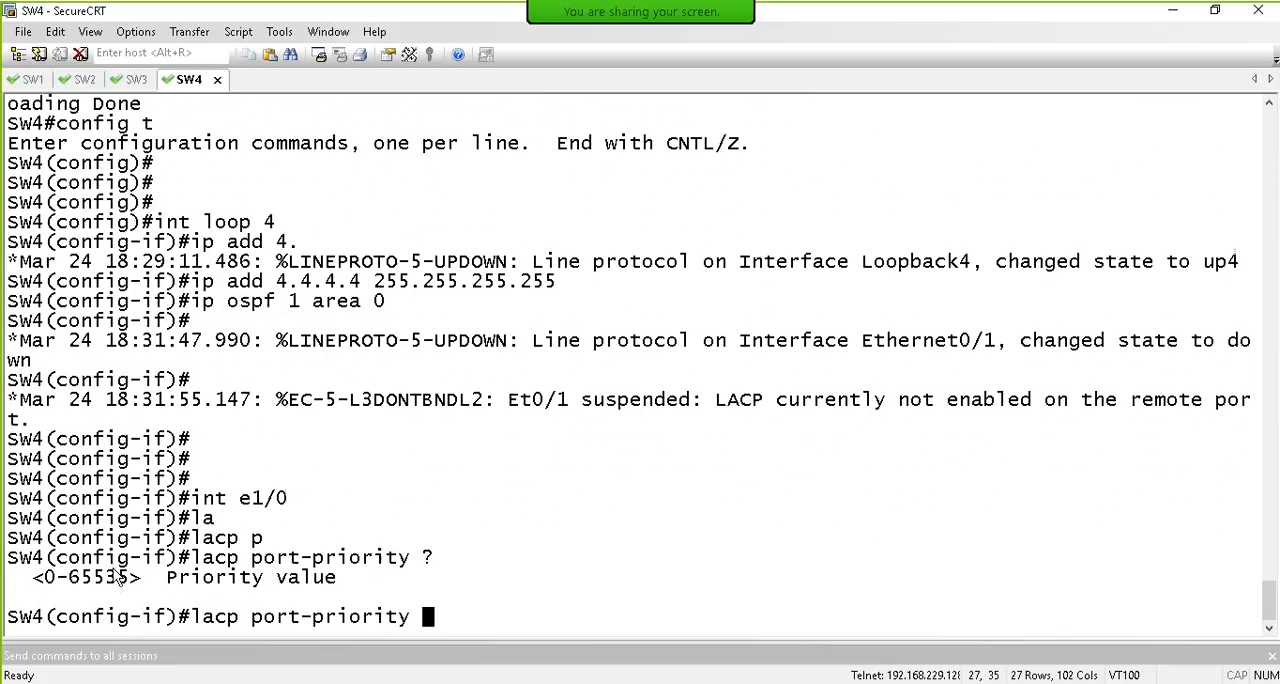 SW4 - SecureCRT
You are sharing your screen.
File Edit View Options Transfer Script Tools Window Help
Enter host <Alt+R>
SW1 SW2 SW3 SW4
oading Done
SW4#config t
Enter configuration commands, one per line.  End with CNTL/Z.
SW4(config)#
SW4(config)#
SW4(config)#
SW4(config)#int loop 4
SW4(config-if)#ip add 4.
*Mar 24 18:29:11.486: %LINEPROTO-5-UPDOWN: Line protocol on Interface Loopback4, changed state to up4
SW4(config-if)#ip add 4.4.4.4 255.255.255.255
SW4(config-if)#ip ospf 1 area 0
SW4(config-if)#
*Mar 24 18:31:47.990: %LINEPROTO-5-UPDOWN: Line protocol on Interface Ethernet0/1, changed state to do
wn
SW4(config-if)#
*Mar 24 18:31:55.147: %EC-5-L3DONTBNDL2: Et0/1 suspended: LACP currently not enabled on the remote por
t.
SW4(config-if)#
SW4(config-if)#
SW4(config-if)#
SW4(config-if)#int e1/0
SW4(config-if)#la
SW4(config-if)#lacp p
SW4(config-if)#lacp port-priority ?
<0-65535>  Priority value
SW4(config-if)#lacp port-priority
Send commands to all sessions
Ready Telnet: 192.168.229.12 27, 35 27 Rows, 102 Cols VT100 CAP NUM